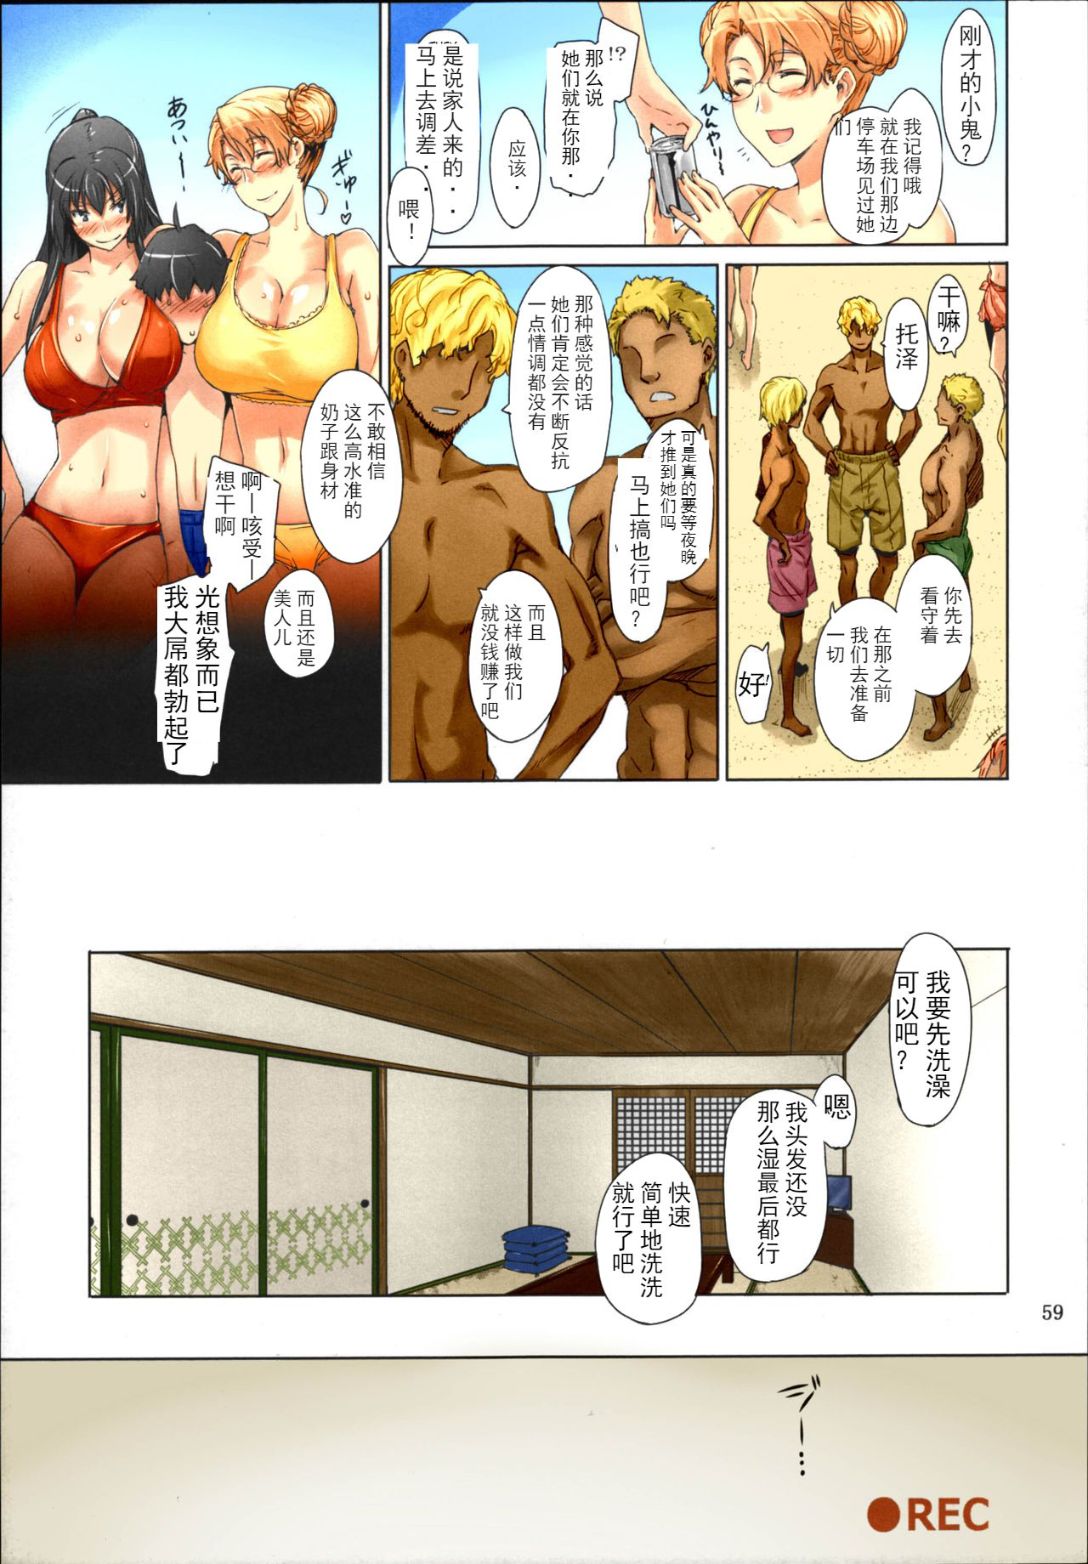 刚才的小鬼？
我记得哦
就在我们那边
停车场见过她
们
ひんやり～
!?
那么说
她们就在你那．
应该．
是说家人来的．．
马上去调差．．
喂！
干嘛？
托泽
你先去
看守着
在那之前
我们去准备
一切
好！
可是真的要等夜晚
才推到她们吗
马上搞也行吧？
那种感觉的话
她们肯定会不断反抗
一点情调都没有
而且
这样做我们
就没钱赚了吧
ぎゅー♡
あつぃー
不敢相信
这么高水准的
奶子跟身材
而且还是
美人儿
啊—咳受—
想干啊
光想象而已
我大屌都勃起了
我要先洗澡
可以吧？
嗯
我头发还没
那么湿最后都行
快速
简单地洗洗
就行了吧
59
ジー…
●REC